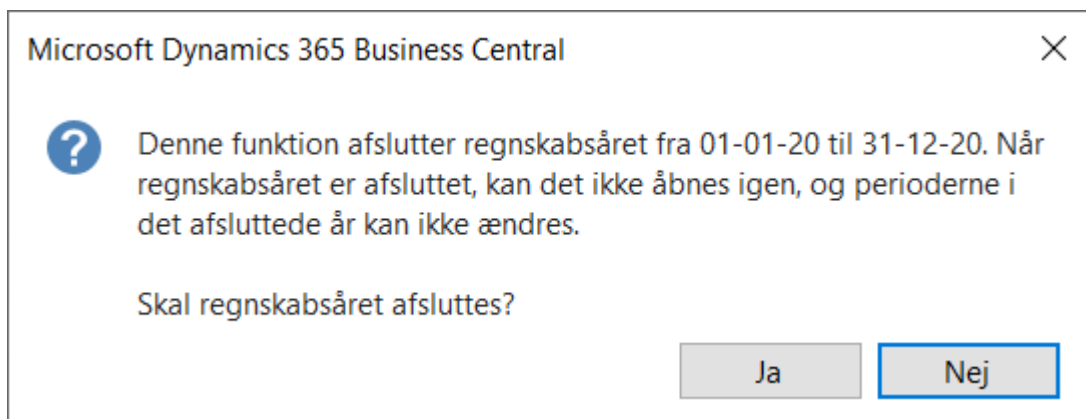 Microsoft Dynamics 365 Business Central
Denne funktion afslutter regnskabsåret fra 01-01-20 til 31-12-20. Når
regnskabsåret er afsluttet, kan det ikke åbnes igen, og perioderne i
det afsluttede år kan ikke ændres.
Skal regnskabsåret afsluttes?
Ja
Nej